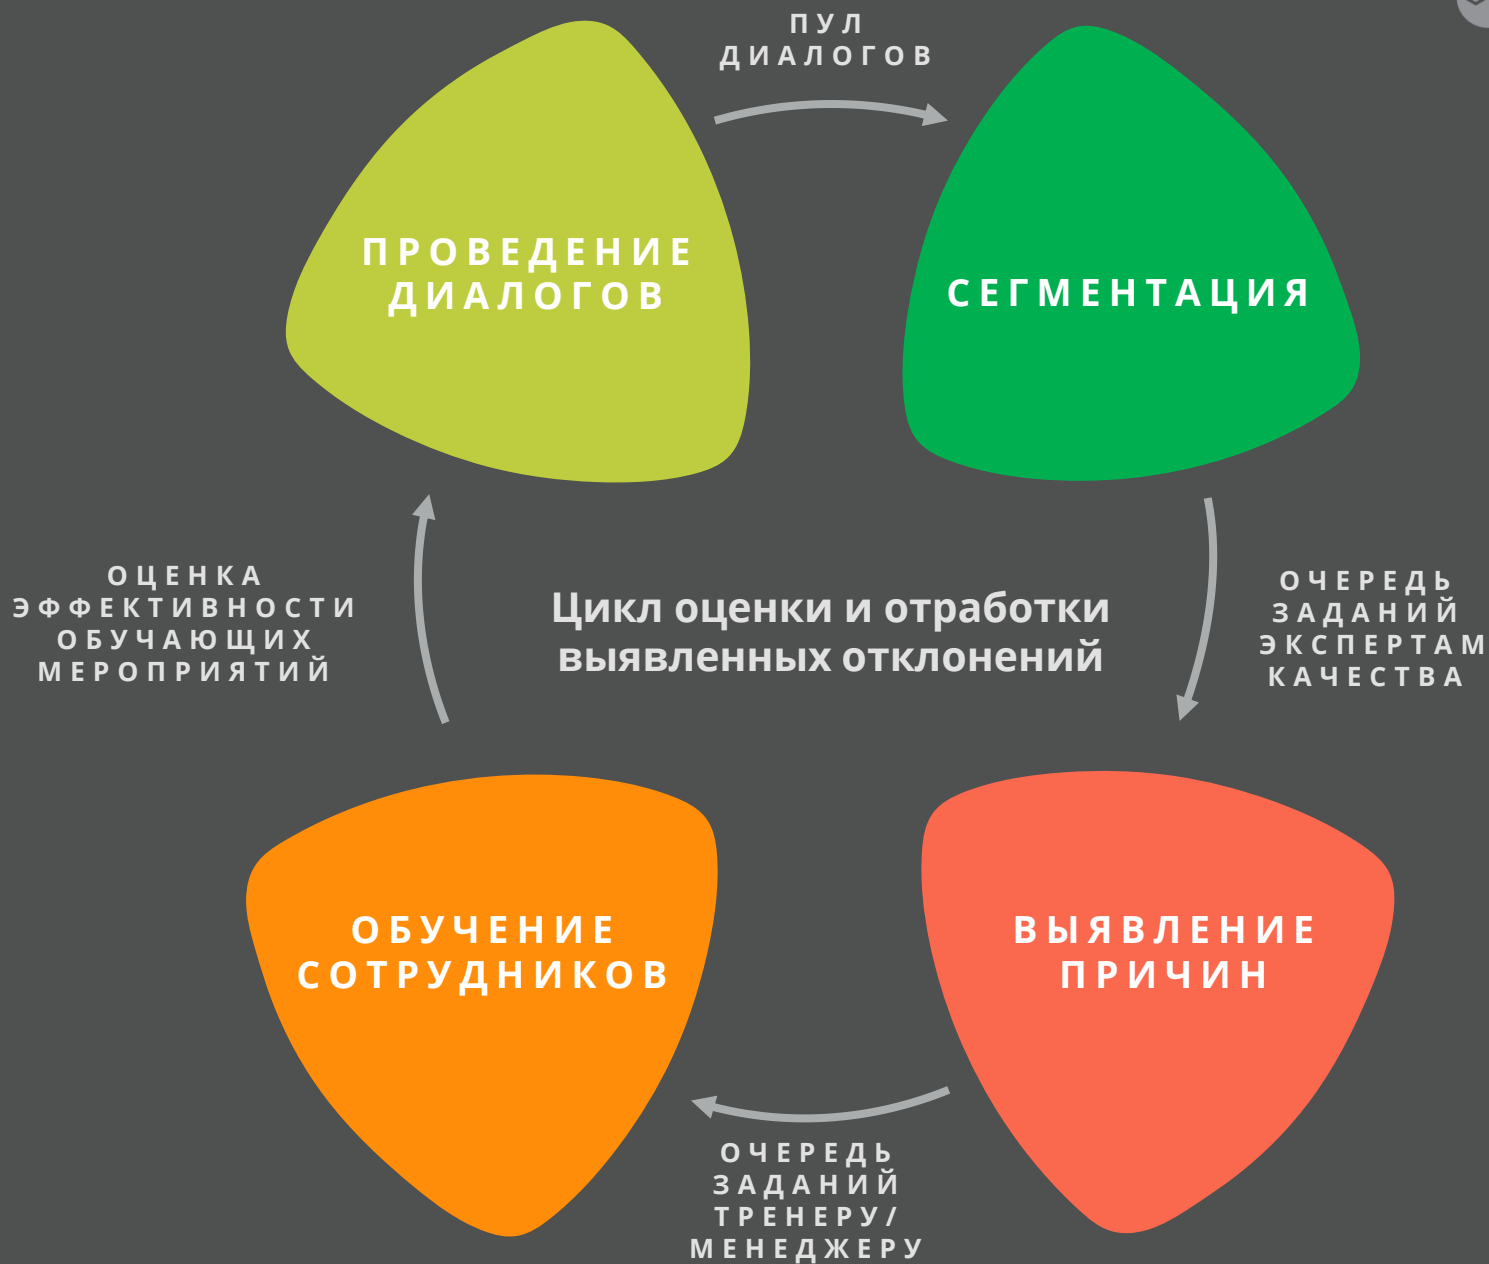 ПУЛ
ДИАЛОГОВ
ПРОВЕДЕНИЕ
ДИАЛОГОВ
СЕГМЕНТАЦИЯ
ОЦЕНКА
ЭФФЕКТИВНОСТИ
ОБУЧАЮЩИХ
МЕРОПРИЯТИЙ
Цикл оценки и отработки
выявленных отклонений
ОЧЕРЕДЬ
ЗАДАНИЙ
ЭКСПЕРТАМ
КАЧЕСТВА
ОБУЧЕНИЕ
СОТРУДНИКОВ
ВЫЯВЛЕНИЕ
ПРИЧИН
ОЧЕРЕДЬ
ЗАДАНИЙ
ТРЕНЕРУ/
МЕНЕДЖЕРУ